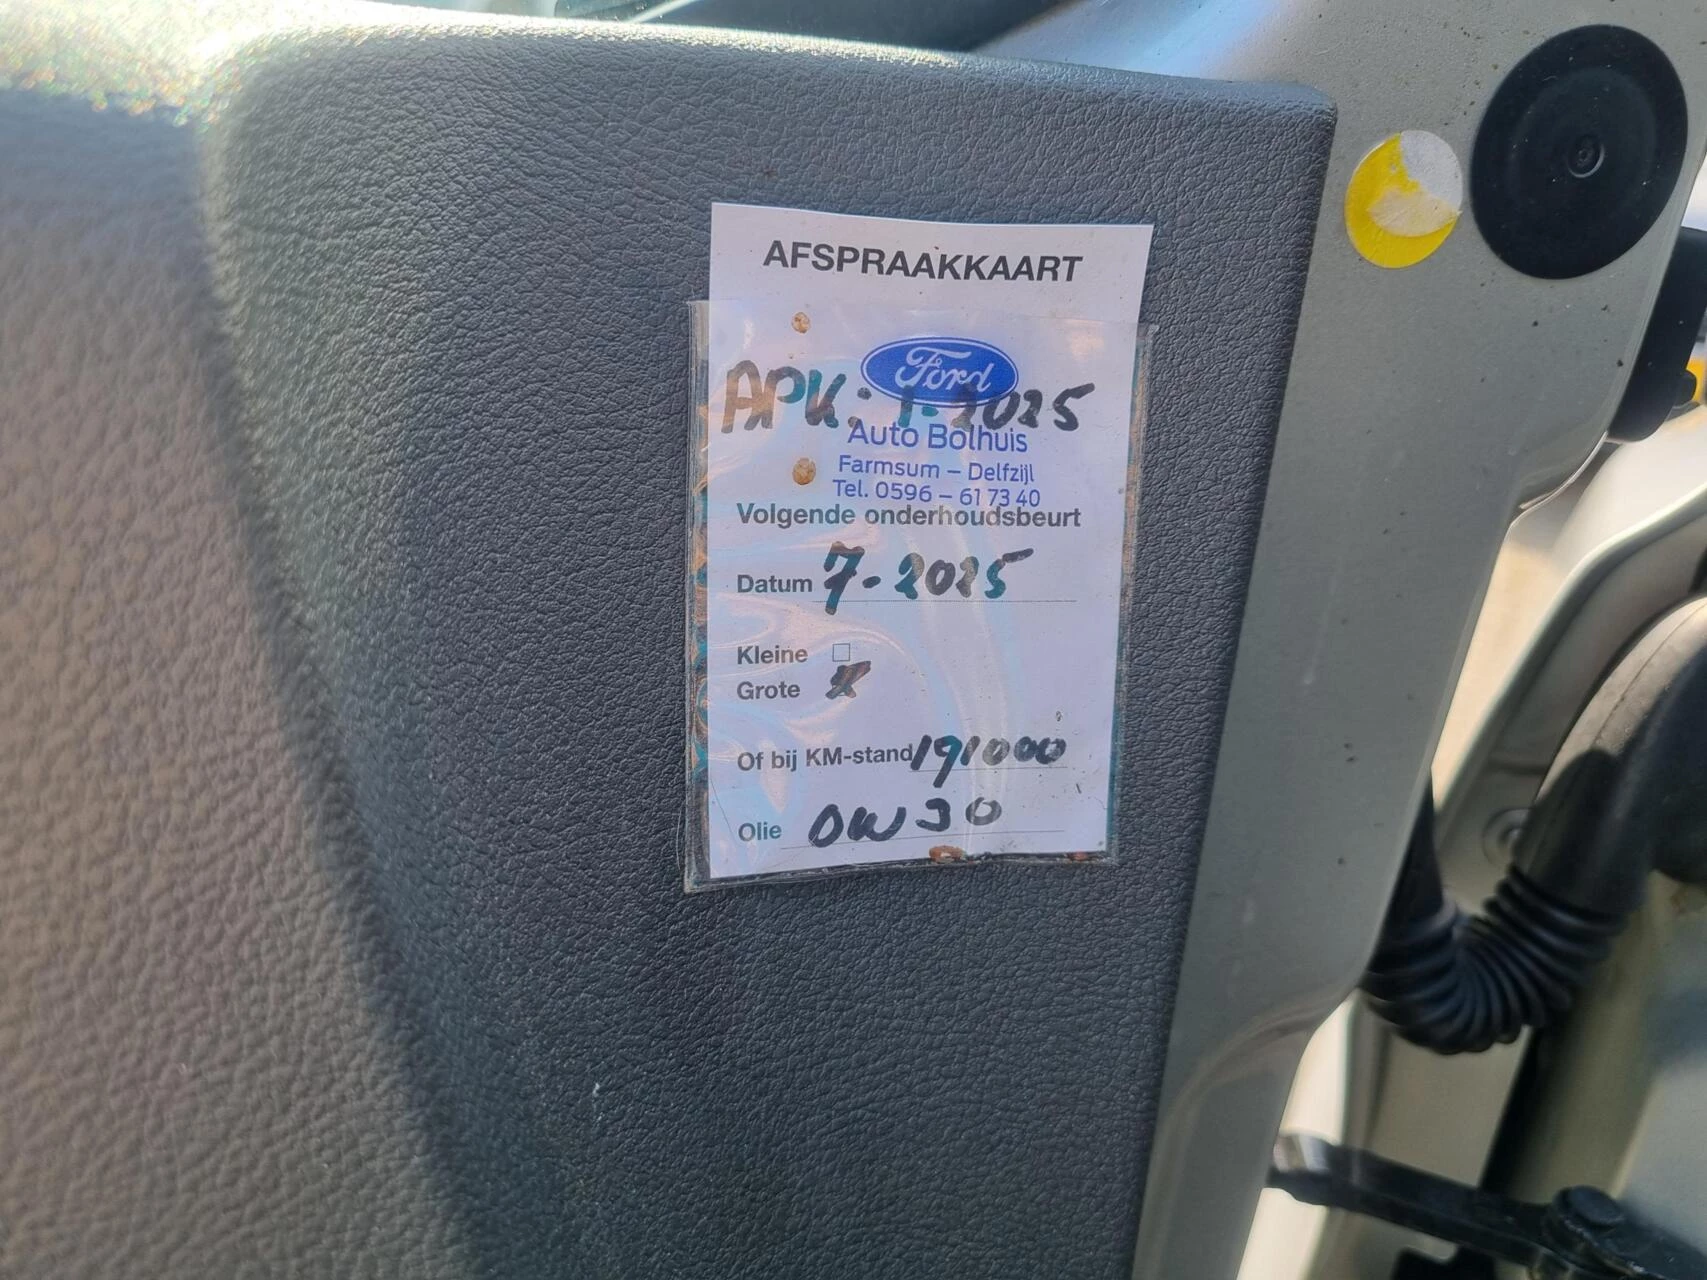 AFSPRAAKKAART
Ford
APK: 1-2025
Auto Bolhuis
Farmsum – Delfzijl
Tel. 0596 – 61 73 40
Volgende onderhoudsbeurt
Datum 7-2025
Kleine
Grote
Of bij KM-stand 191000
Olie 0W30